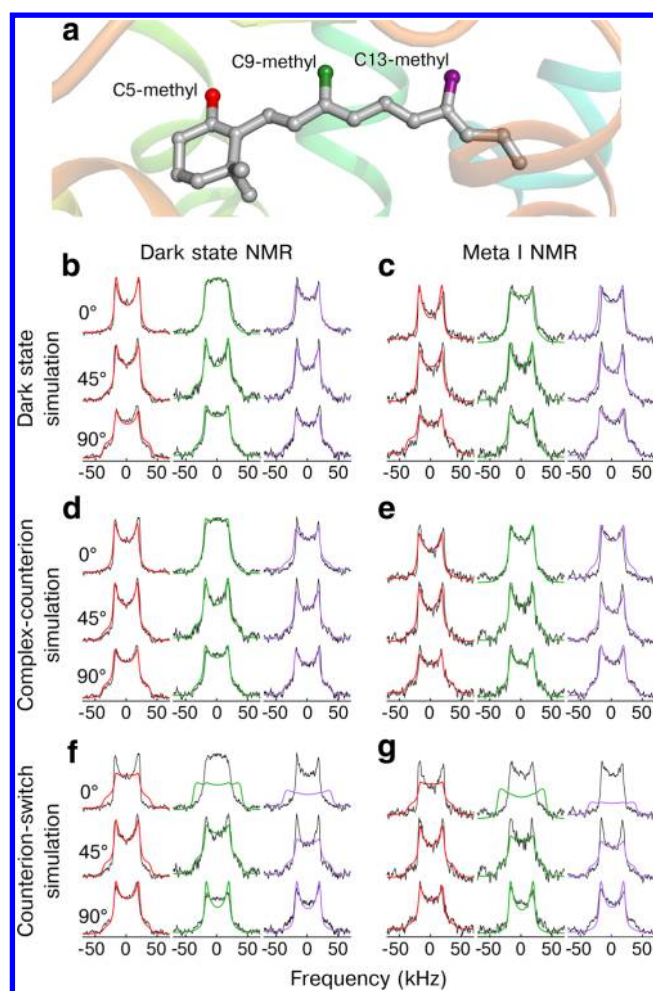 a
C9-methyl C13-methyl
C5-methyl
Dark state NMR Meta I NMR
b c
Dark state simulation
0°
45°
90°
-50 0 50 -50 0 50 -50 0 50 -50 0 50 -50 0 50 -50 0 50
d e
Complex-counterion simulation
0°
45°
90°
-50 0 50 -50 0 50 -50 0 50 -50 0 50 -50 0 50 -50 0 50
f g
Counterion-switch simulation
0°
45°
90°
-50 0 50 -50 0 50 -50 0 50 -50 0 50 -50 0 50 -50 0 50
Frequency (kHz)